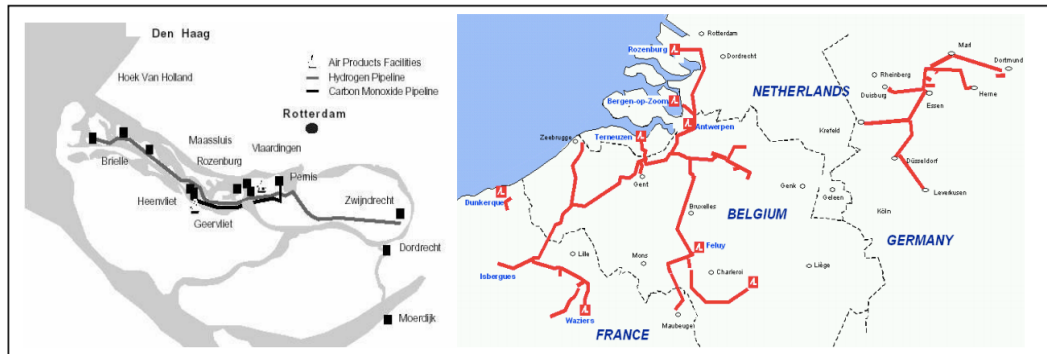 Den Haag
Hoek Van Holland
Air Products Facilities
Hydrogen Pipeline
Carbon Monoxide Pipeline
Rotterdam
Maassluis
Rozenburg
Vlaardingen
Brielle
Pernis
Heenvliet
Geervliet
Zwijndrecht
Dordrecht
Moerdijk
Rotterdam
Rozenburg
Dordrecht
Bergen-op-Zoom
NETHERLANDS
Antwerpen
Zeebrugge
Terneuzen
Gent
Dunkerque
Bruxelles
BELGIUM
Genk
Geleen
Lille
Mons
Feluy
Charleroi
Liège
Isbergues
Waziers
Maubeugel
FRANCE
Marl
Dortmund
Rheinberg
Duisburg
Herne
Essen
Krefeld
Düsseldorf
Leverkusen
Köln
GERMANY